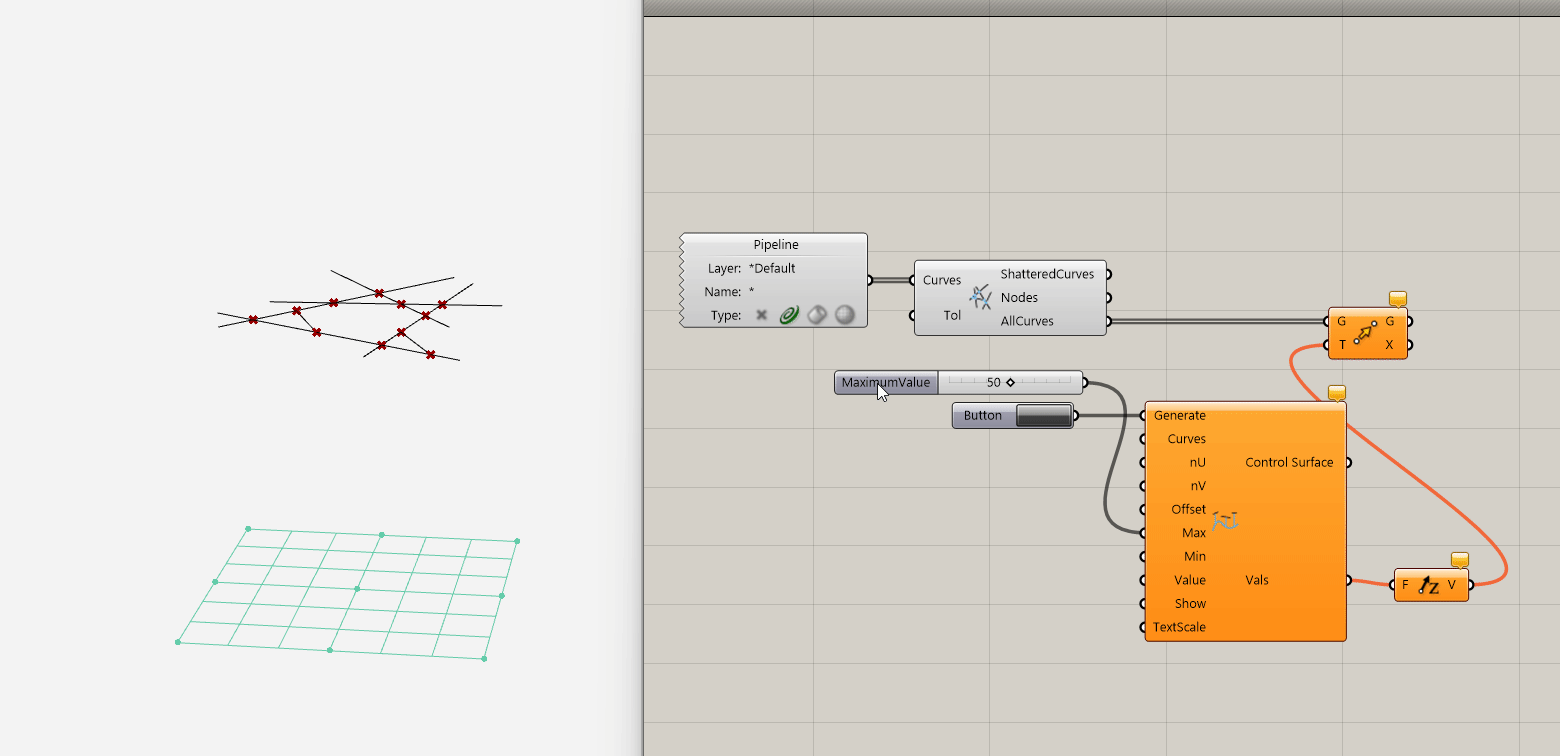 Pipeline
Layer: *Default
Name: *
Type:
Curves
Tol
ShatteredCurves
Nodes
AllCurves
G G
T X
MaximumValue 50
Button
Generate
Curves
nU
nV
Offset
Max
Min
Value
Show
TextScale
Control Surface
Vals
F Z V